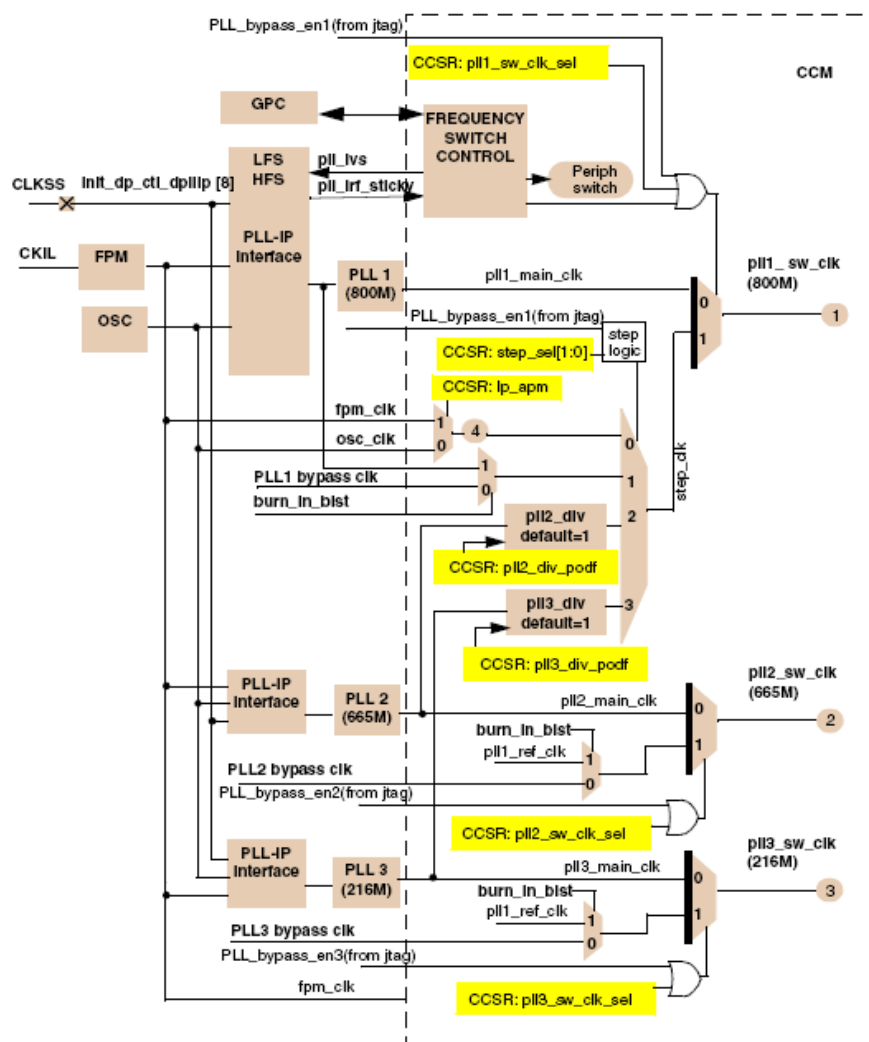 PLL_bypass_en1(from jtag)
CCSR: pll1_sw_clk_sel
CCM
GPC
FREQUENCY
SWITCH
CONTROL
LFS
HFS
pll_lvs
pll_lrf_sticky
Periph
switch
CLKSS
Init_dp_ctl_dplllp [8]
PLL-IP
Interface
CKIL
FPM
OSC
PLL 1
(800M)
pll1_main_clk
pll1_ sw_clk
(800M)
0
1
1
PLL_bypass_en1(from jtag)
step
logic
CCSR: step_sel[1:0]
CCSR: lp_apm
fpm_clk
1
4
0
osc_clk
0
PLL1 bypass clk
1
0
1
step_clk
burn_In_bist
pll2_div
default=1
2
CCSR: pll2_div_podf
pll3_div
default=1
3
CCSR: pll3_div_podf
PLL-IP
Interface
PLL 2
(665M)
pll2_main_clk
0
1
pll2_sw_clk
(665M)
2
burn_In_bist
pll1_ref_clk
1
0
PLL2 bypass clk
PLL_bypass_en2(from jtag)
CCSR: pll2_sw_clk_sel
PLL-IP
Interface
PLL 3
(216M)
pll3_main_clk
0
1
pll3_sw_clk
(216M)
3
burn_In_bist
pll1_ref_clk
1
0
PLL3 bypass clk
PLL_bypass_en3(from jtag)
fpm_clk
CCSR: pll3_sw_clk_sel